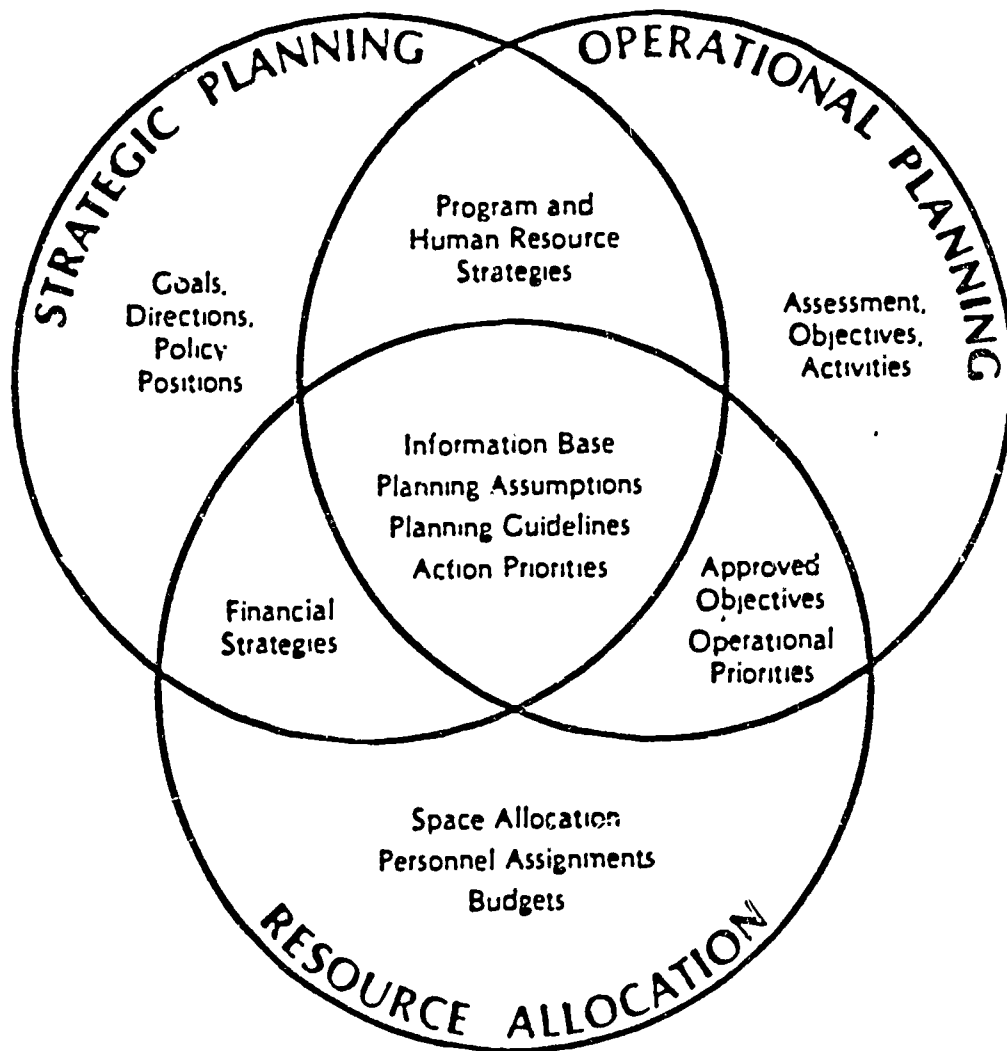 STRATEGIC PLANNING
OPERATIONAL PLANNING
Program and
Human Resource
Strategies
Goals,
Directions,
Policy
Positions
Assessment,
Objectives,
Activities
Information Base
Planning Assumptions
Planning Guidelines
Action Priorities
Financial
Strategies
Approved
Objectives
Operational
Priorities
Space Allocation
Personnel Assignments
Budgets
RESOURCE ALLOCATION